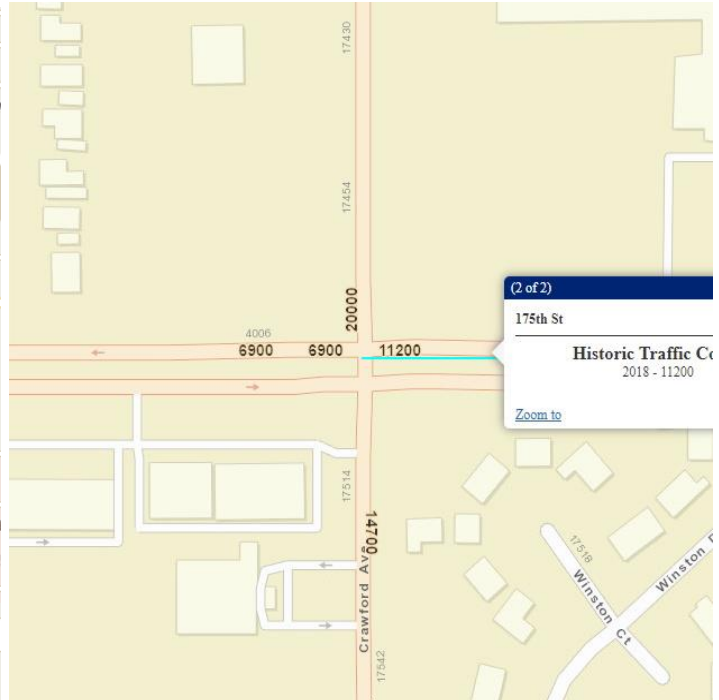 17430
17454
20000
4006
6900
6900
11200
(2 of 2)
175th St
Historic Traffic Co
2018 - 11200
Zoom to
17514
14700
Crawford Ave
17542
17518
Winston Ct
Winston